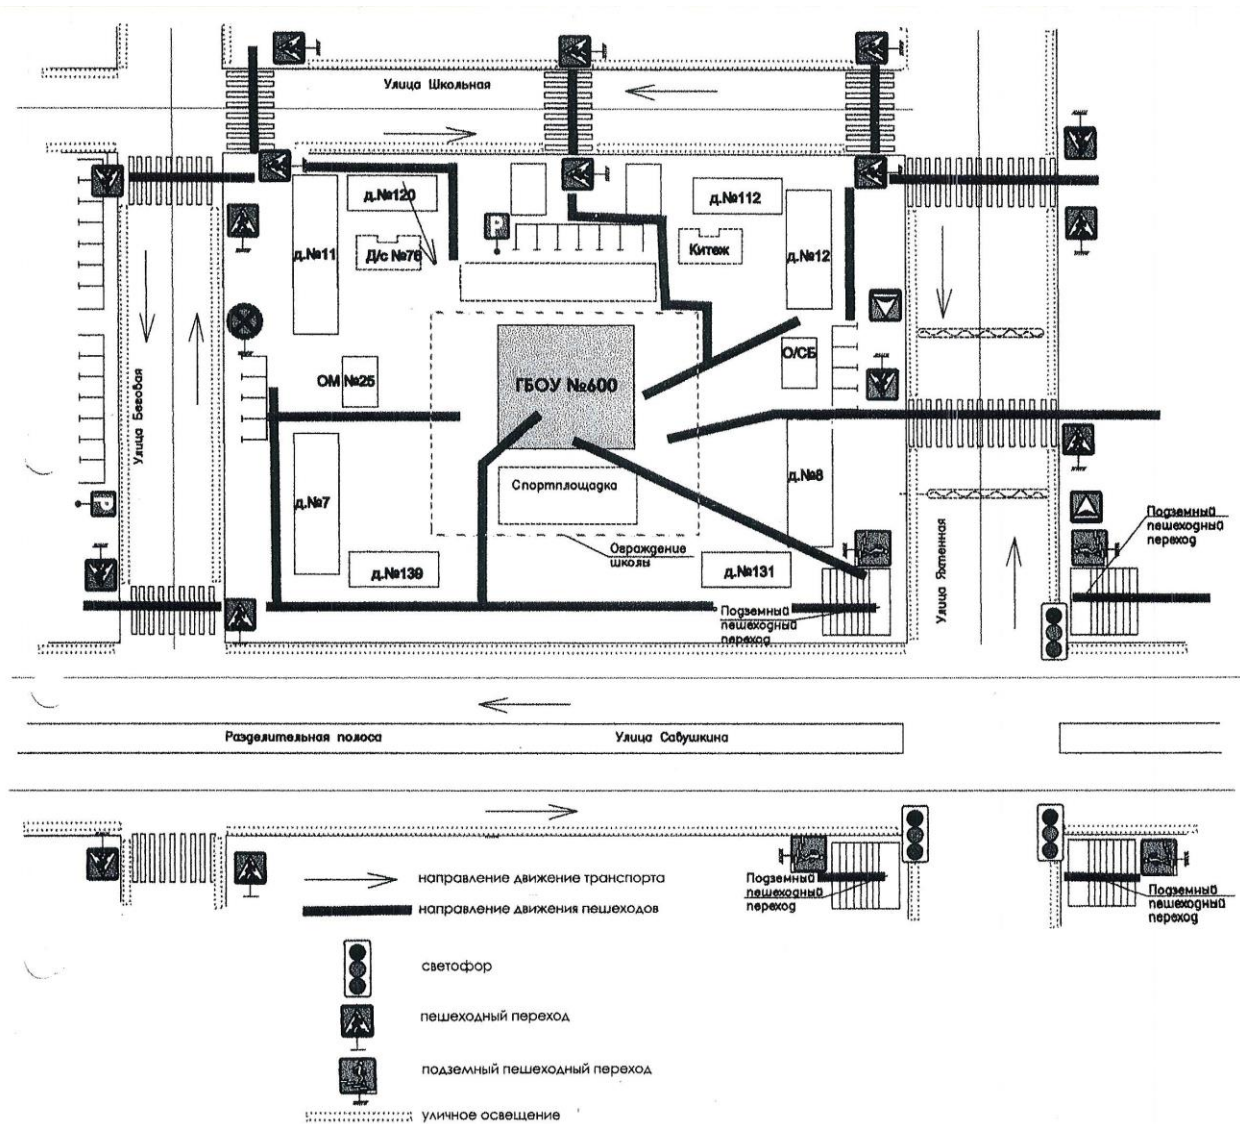 Улица Школьная
д.№120
д.№112
P
д.№11
Д/с №76
Китеж
д.№12
ОМ №25
ГБОУ №600
О/СБ
Улица Беговая
д.№7
Спортплощадка
д.№8
P
Ограждение
школы
Подземный
пешеходный
переход
д.№139
д.№131
Улица Яхтенная
Подземный
пешеходный
переход
Разделительная полоса
Улица Савушкина
Подземный
пешеходный
переход
Подземный
пешеходный
переход
направление движение транспорта
направление движения пешеходов
светофор
пешеходный переход
подземный пешеходный переход
уличное освещение